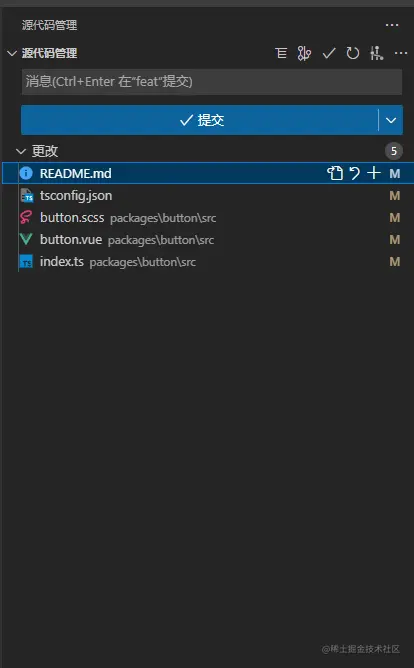 源代码管理
源代码管理
消息(Ctrl+Enter 在“feat”提交)
提交
更改 5
README.md M
tsconfig.json M
button.scss packages\button\src M
button.vue packages\button\src M
index.ts packages\button\src M
@稀土掘金技术社区